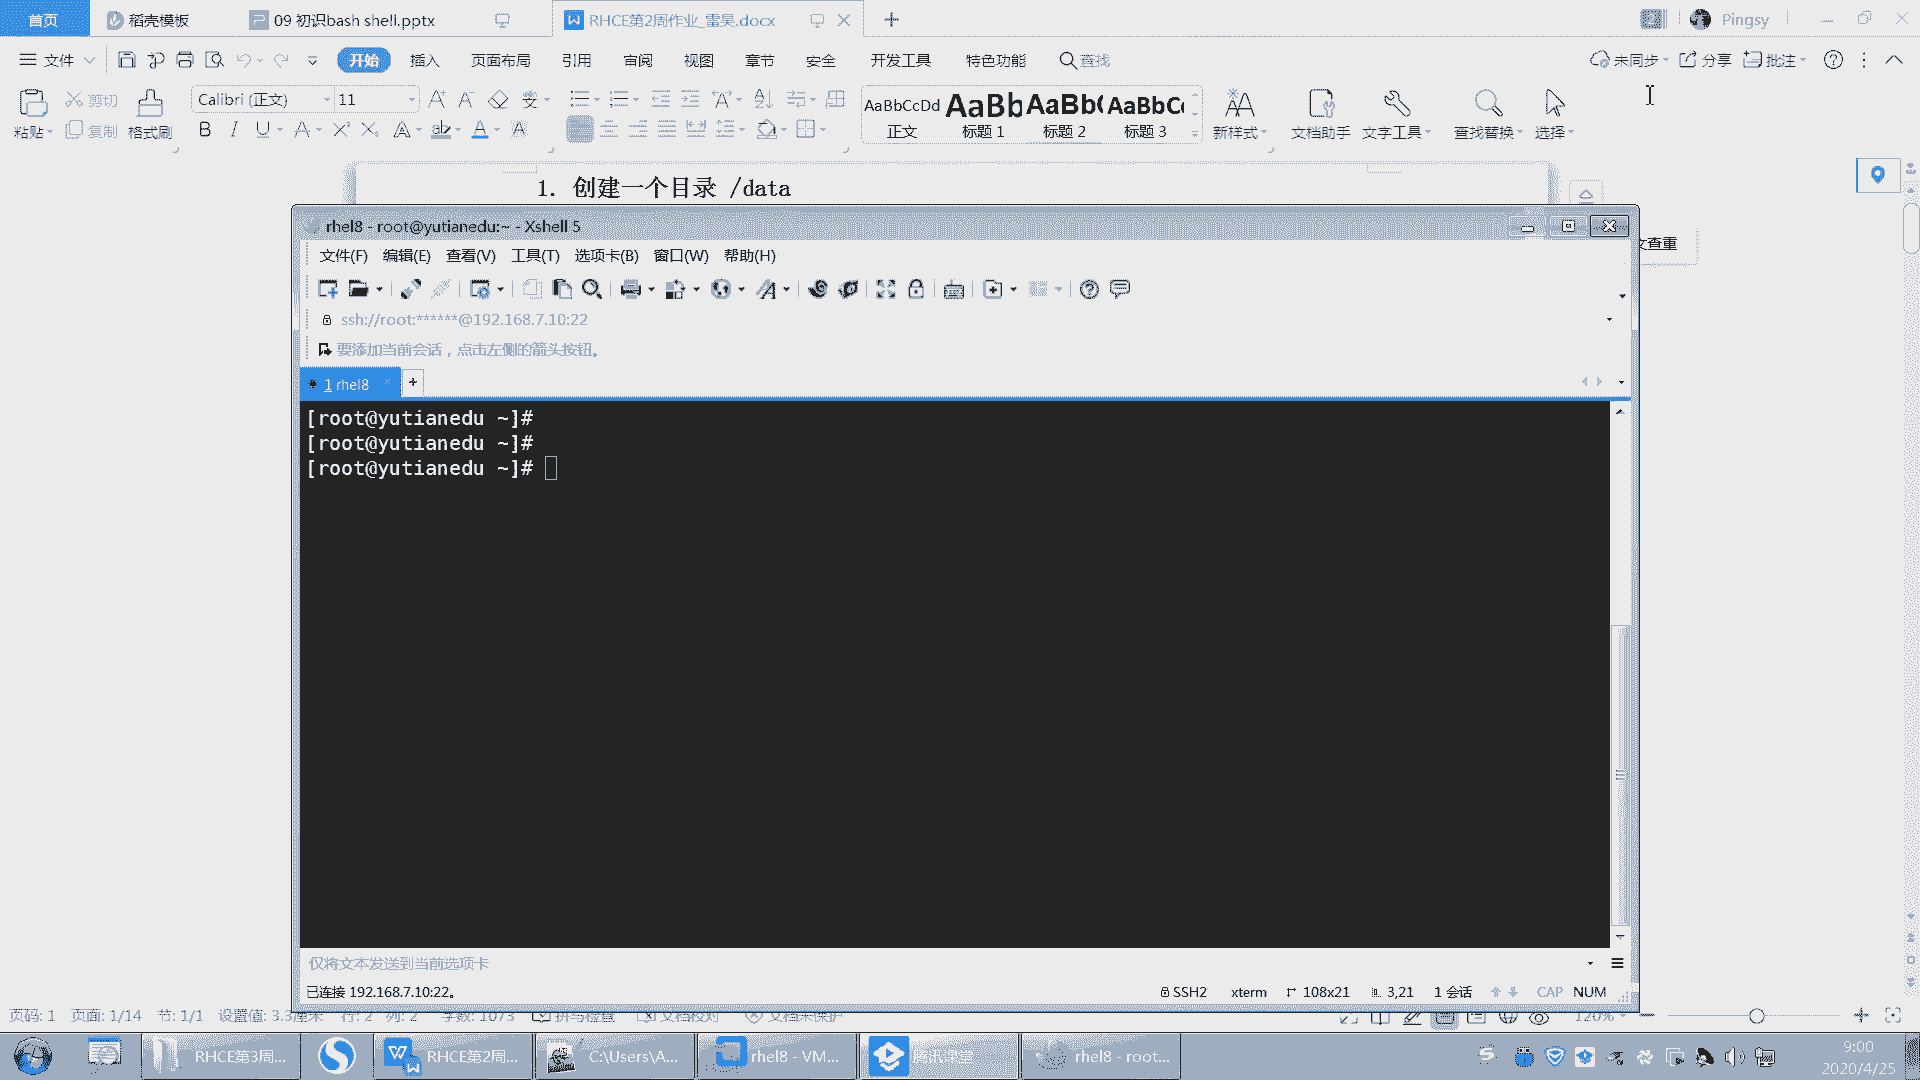 首页 稻壳模板 09 初识bash shell.pptx RHCE第2周作业_雷昊.docx Pingsy
文件 开始 插入 页面布局 引用 审阅 视图 章节 安全 开发工具 特色功能 查找 未同步 分享 批注
粘贴 剪切 复制 格式刷 Calibri (正文) 11 AaBbCcDd 正文 标题 1 标题 2 标题 3 新样式 文档助手 文字工具 查找替换 选择
1. 创建一个目录 /data
rhel8 - root@yutianedu:~ - Xshell 5
文件(F) 编辑(E) 查看(V) 工具(T) 选项卡(B) 窗口(W) 帮助(H)
文查重
ssh://root:******@192.168.7.10:22
要添加当前会话，点击左侧的箭头按钮。
1 rhel8
[root@yutianedu ~]#
[root@yutianedu ~]#
[root@yutianedu ~]#
仅将文本发送到当前选项卡
已连接 192.168.7.10:22。 SSH2 xterm 108x21 3,21 1 会话 CAP NUM
页码: 1 页面: 1/14 节: 1/1 设置值: 3.3厘米 行: 2 列: 2 字数: 1073 拼写检查 文档校对 120%
RHCE第3周... RHCE第2周... C:\Users\A... rhel8 - VM... 腾讯课堂 rhel8 - root... 9:00
2020/4/25